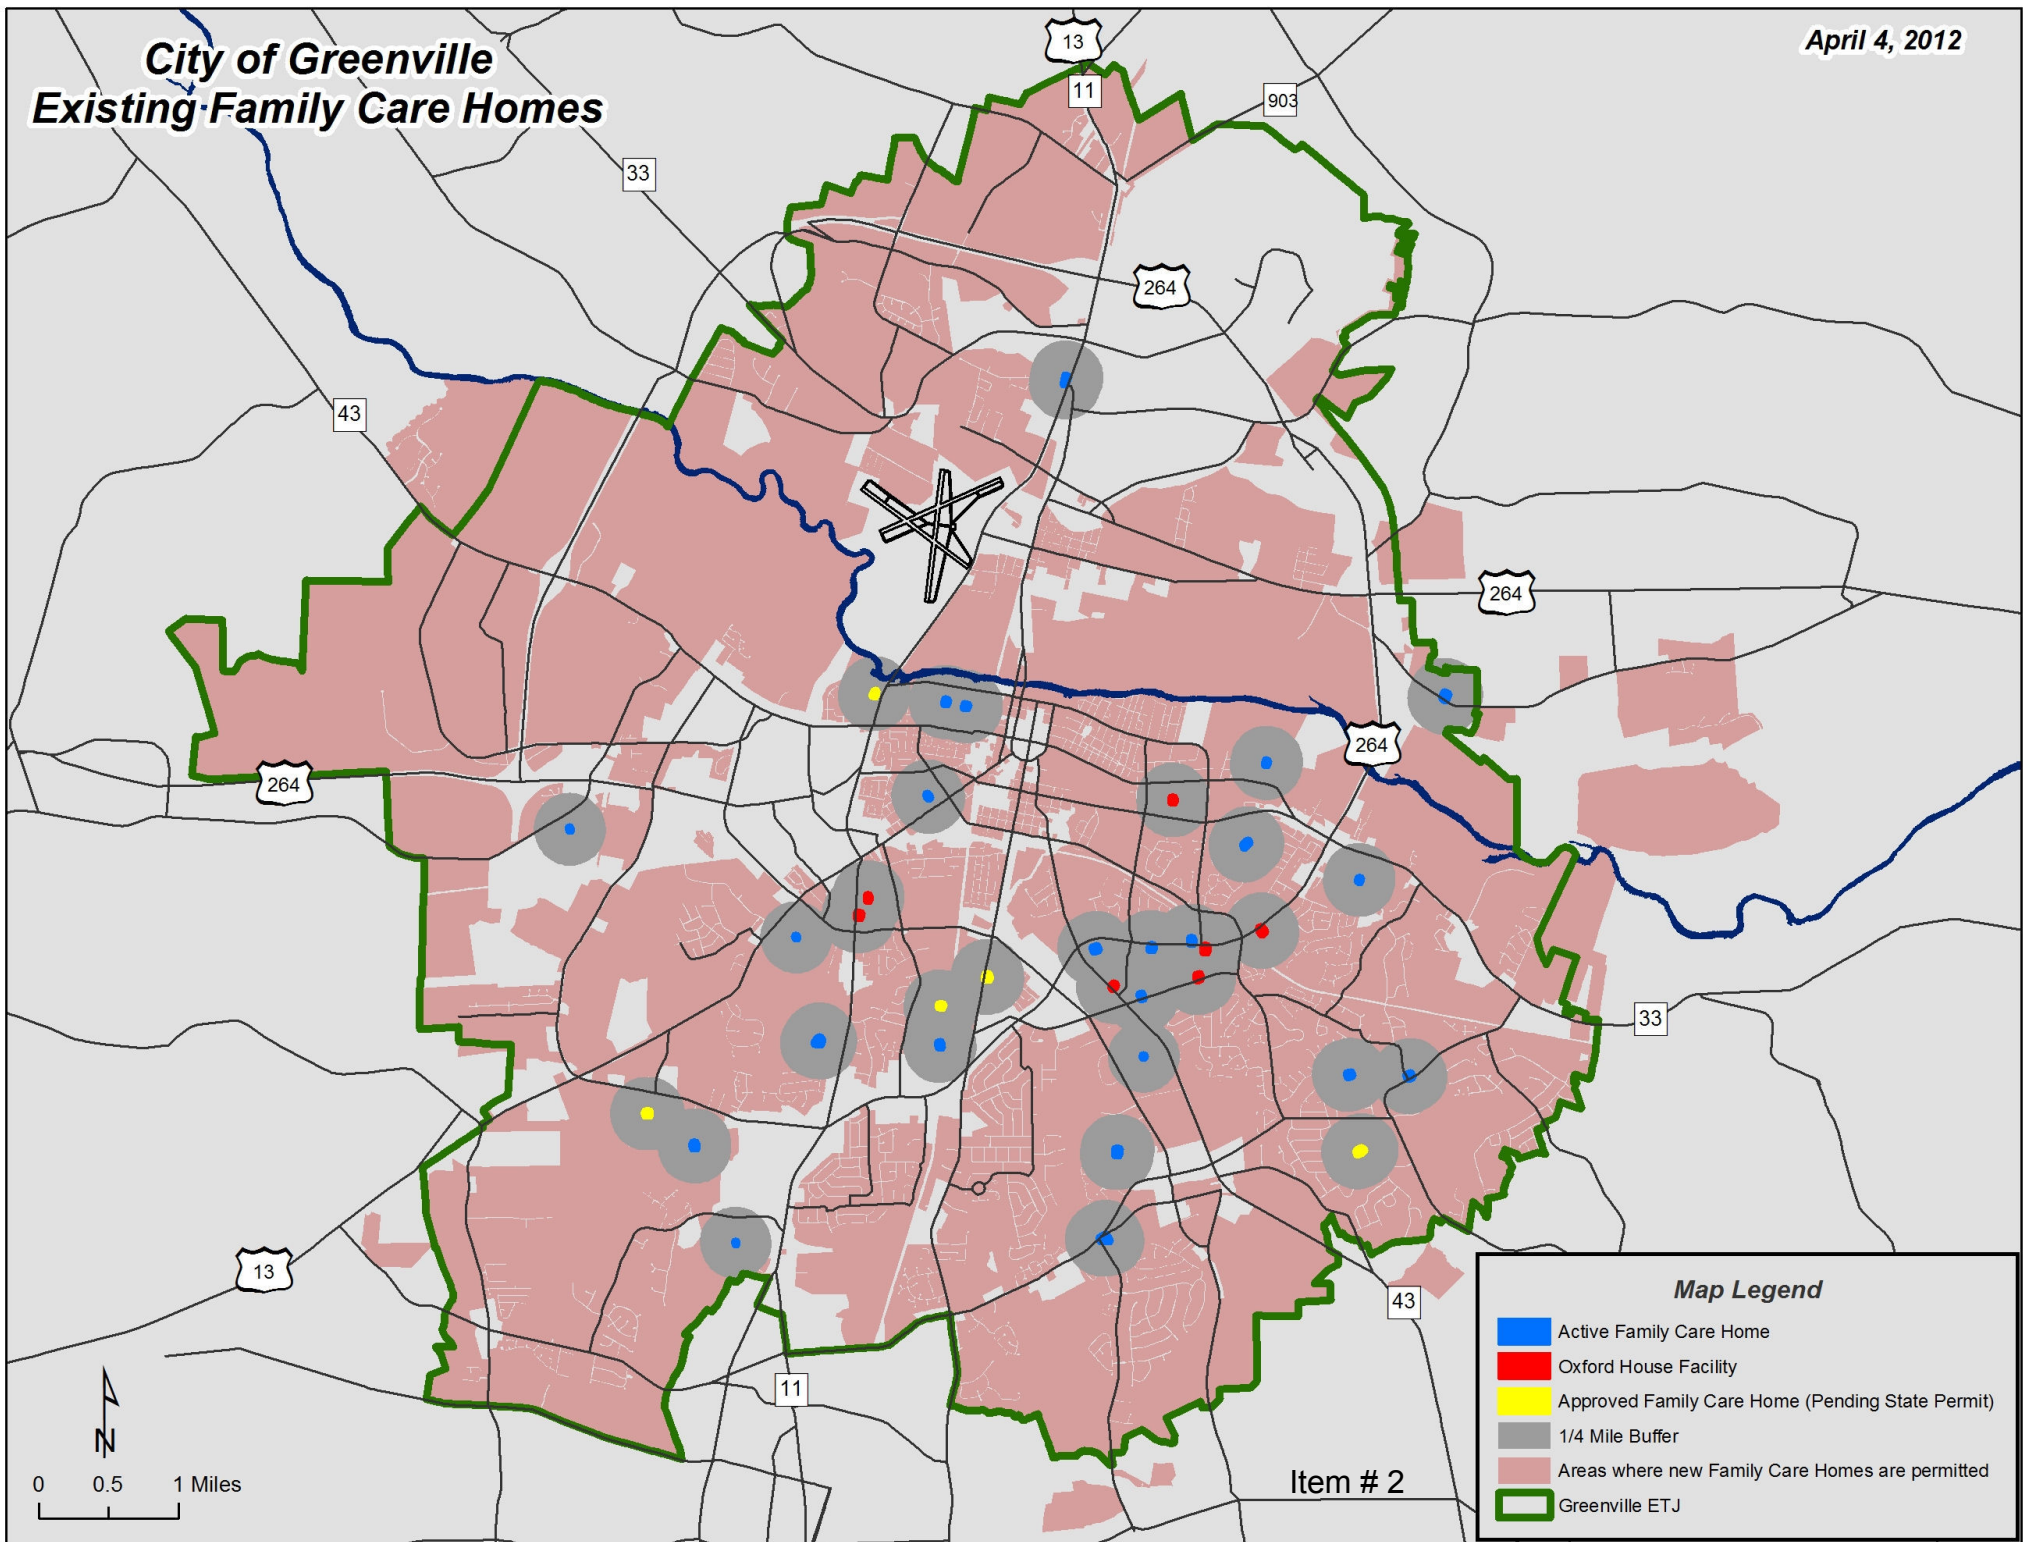 City of Greenville
Existing Family Care Homes
April 4, 2012
13
11
903
33
264
43
264
264
264
33
13
43
11
N
0 0.5 1 Miles
Item # 2
Map Legend
Active Family Care Home
Oxford House Facility
Approved Family Care Home (Pending State Permit)
1/4 Mile Buffer
Areas where new Family Care Homes are permitted
Greenville ETJ